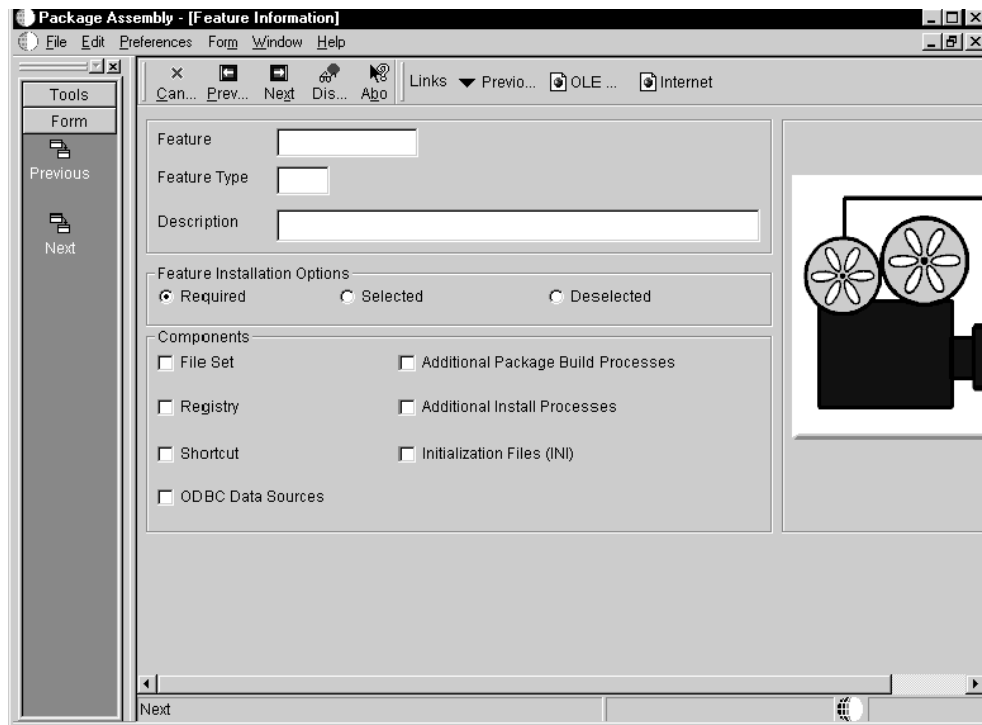 Package Assembly - [Feature Information]
File Edit Preferences Form Window Help
Tools
Form
Previous
Next
Can... Prev... Next Dis... Abo
Links Previo... OLE ... Internet
Feature
Feature Type
Description
Feature Installation Options
Required Selected Deselected
Components
File Set Additional Package Build Processes
Registry Additional Install Processes
Shortcut Initialization Files (INI)
ODBC Data Sources
Next